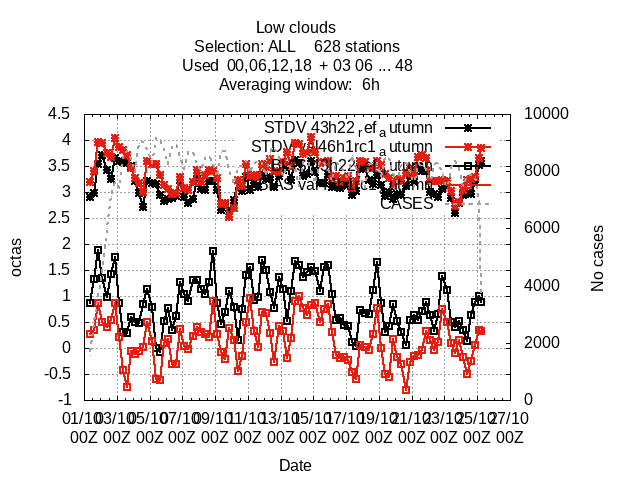 Low clouds
Selection: ALL 628 stations
Used 00,06,12,18 + 03 06 ... 48
Averaging window: 6h
4.5 10000
STDV 43h22_ref_autumn
4
STDV 46h1rc1_autumn
3.5
8000
3
CASES
2.5
6000
2
1.5
4000
1
0.5
2000
0
-0.5
-1 0
octas
No cases
01/10 03/10 05/10 07/10 09/10 11/10 13/10 15/10 17/10 19/10 21/10 23/10 25/10 27/10
00Z 00Z 00Z 00Z 00Z 00Z 00Z 00Z 00Z 00Z 00Z 00Z 00Z 00Z
Date